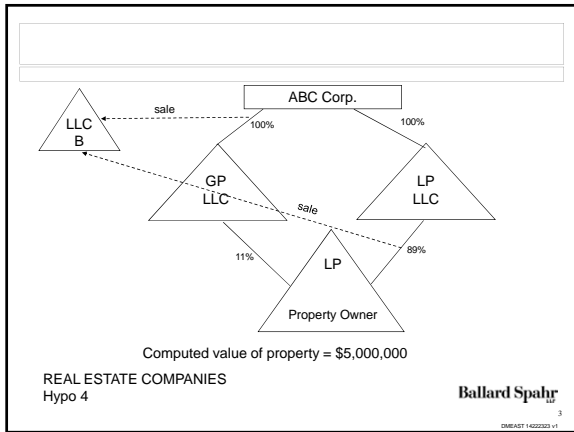 ABC Corp.
sale
100%
100%
LLC
B
GP
LLC
LP
LLC
sale
11%
89%
LP
Property Owner
Computed value of property = $5,000,000
REAL ESTATE COMPANIES
Hypo 4
Ballard Spahr
LLP
3
DMEAST 14222323 v1